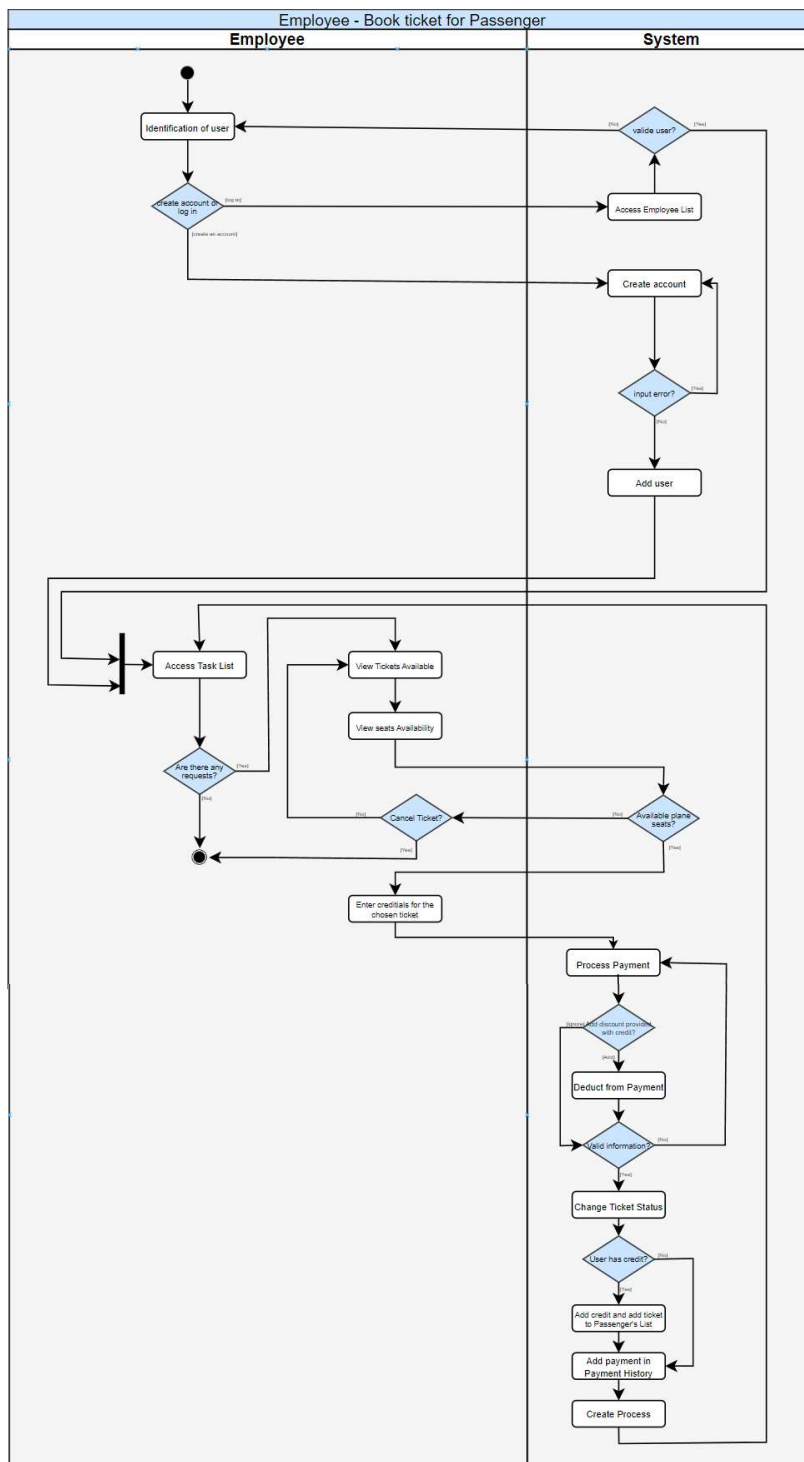 Employee - Book ticket for Passenger
Employee
System
Identification of user
[No]
valide user?
[Yes]
create account or
log in
[log in]
[create an account]
Access Employee List
Create account
input error?
[Yes]
[No]
Add user
Access Task List
View Tickets Available
View seats Availability
Are there any
requests?
[Yes]
[No]
[No]
Cancel Ticket?
[Yes]
[No]
Available plane
seats?
[Yes]
Enter creditials for the
chosen ticket
Process Payment
[Ignore]
Add discount provided
with credit?
[Add]
Deduct from Payment
Valid information?
[No]
[Yes]
Change Ticket Status
User has credit?
[No]
[Yes]
Add credit and add ticket
to Passenger's List
Add payment in
Payment History
Create Process